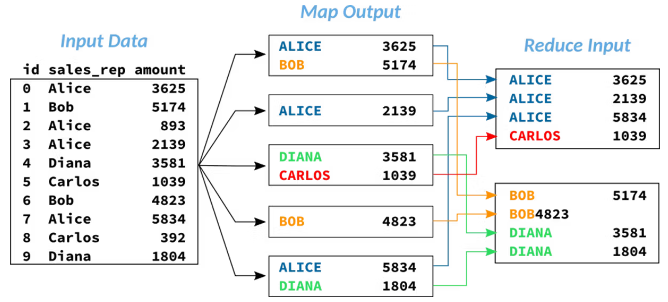 Input Data
id sales_rep amount
0 Alice 3625
1 Bob 5174
2 Alice 893
3 Alice 2139
4 Diana 3581
5 Carlos 1039
6 Bob 4823
7 Alice 5834
8 Carlos 392
9 Diana 1804
Map Output
ALICE 3625
BOB 5174
ALICE 2139
DIANA 3581
CARLOS 1039
BOB 4823
ALICE 5834
DIANA 1804
Reduce Input
ALICE 3625
ALICE 2139
ALICE 5834
CARLOS 1039
BOB 5174
BOB4823
DIANA 3581
DIANA 1804